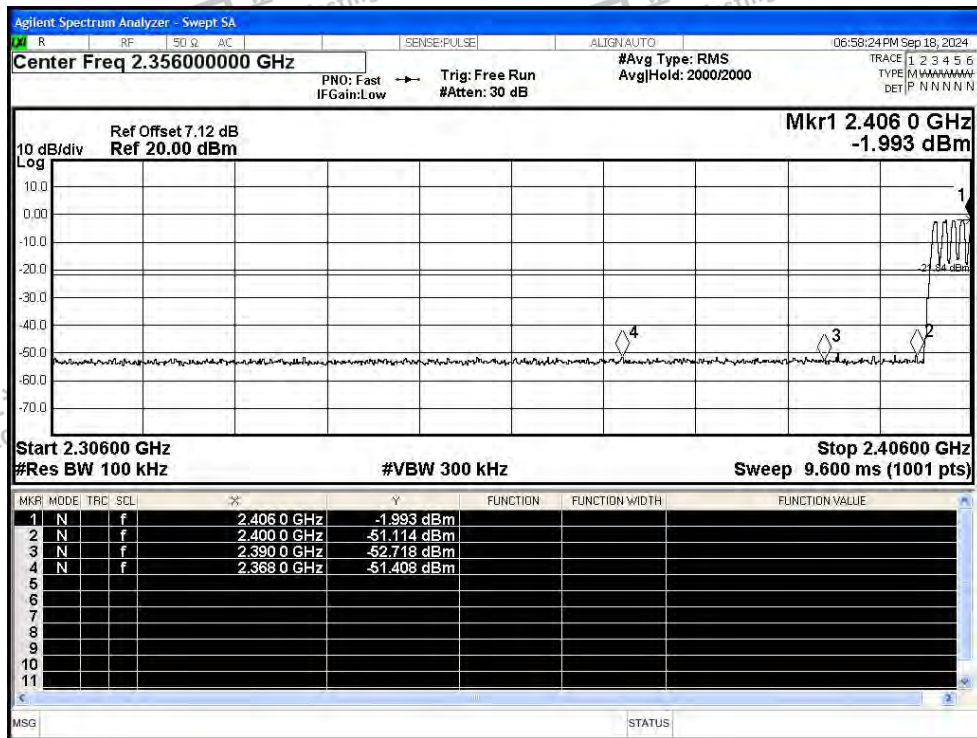 Agilent Spectrum Analyzer - Swept SA
LXI R RF 50 Ω AC SENSE:PULSE ALIGN AUTO 06:58:24 PM Sep 18, 2024
Center Freq 2.356000000 GHz
PNO: Fast
IFGain:Low
Trig: Free Run
#Atten: 30 dB
#Avg Type: RMS
Avg|Hold: 2000/2000
TRACE 1 2 3 4 5 6
TYPE M WWWWW
DET P N N N N N
Mkr1 2.406 0 GHz
-1.993 dBm
Ref Offset 7.12 dB
10 dB/div Ref 20.00 dBm
Log
10.0
0.00
-10.0
-20.0
-30.0
-40.0
-50.0
-60.0
-70.0
1
-21.84 dBm
4
3
2
Start 2.30600 GHz Stop 2.40600 GHz
#Res BW 100 kHz #VBW 300 kHz Sweep 9.600 ms (1001 pts)
MKR MODE TRC SCL X Y FUNCTION FUNCTION WIDTH FUNCTION VALUE
1 N f 2.406 0 GHz -1.993 dBm
2 N f 2.400 0 GHz -51.114 dBm
3 N f 2.390 0 GHz -52.718 dBm
4 N f 2.368 0 GHz -51.408 dBm
5
6
7
8
9
10
11
MSG STATUS